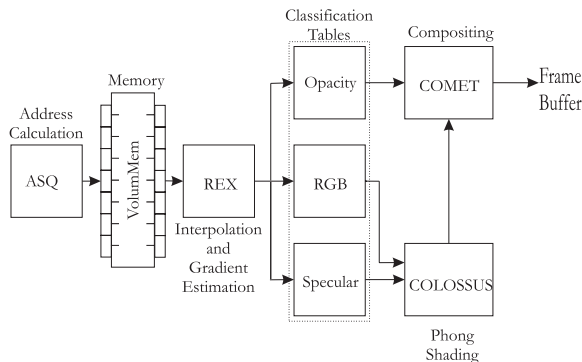 Classification
Tables
Compositing
Memory
Opacity
COMET
Frame
Buffer
Address
Calculation
ASQ
VolumMem
REX
RGB
Interpolation
and
Gradient
Estimation
Specular
COLOSSUS
Phong
Shading